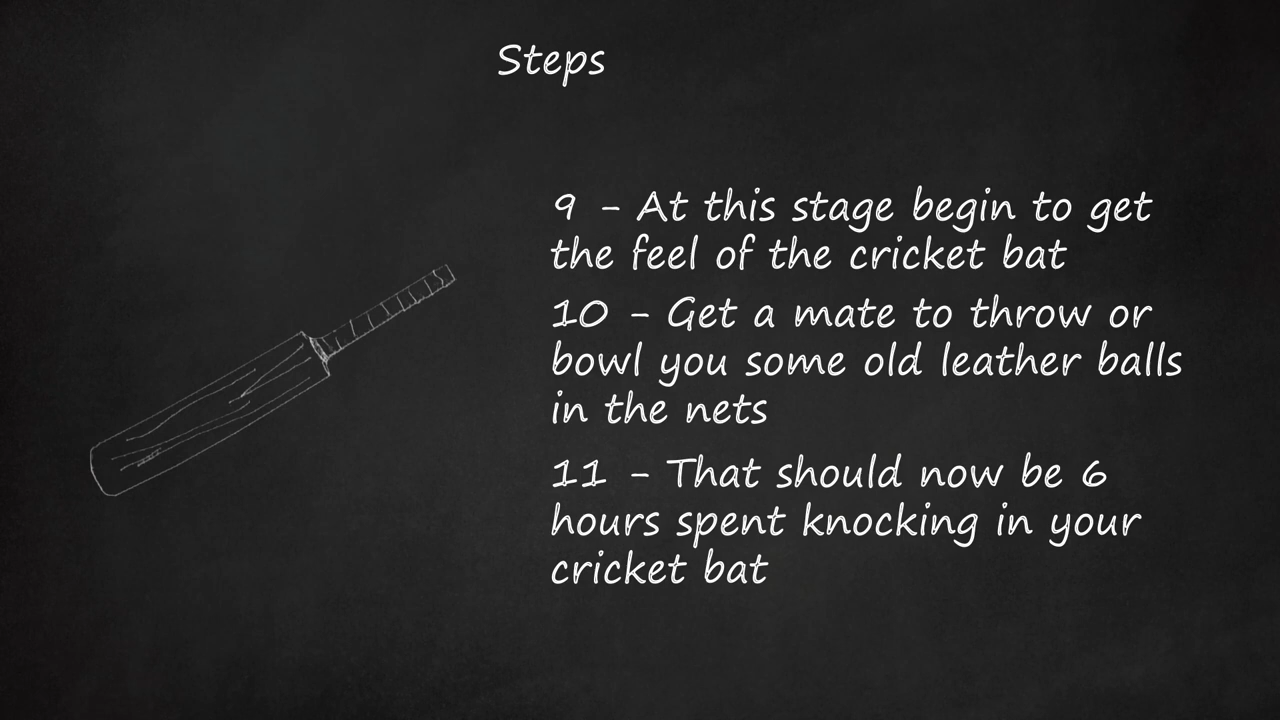 Steps
9 - At this stage begin to get
the feel of the cricket bat
10 - Get a mate to throw or
bowl you some old leather balls
in the nets
11 - That should now be 6
hours spent knocking in your
cricket bat